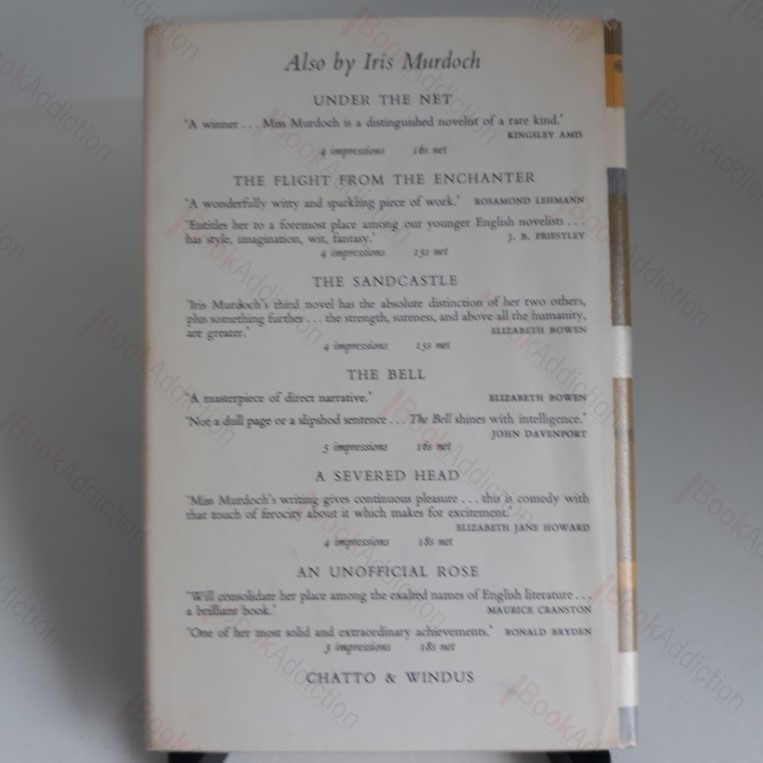 Also by Iris Murdoch
UNDER THE NET
'A winner . . . Miss Murdoch is a distinguished novelist of a rare kind.'
KINGSLEY AMIS
4 impressions 16s net
THE FLIGHT FROM THE ENCHANTER
'A wonderfully witty and sparkling piece of work.' ROSAMOND LEHMANN
'Entitles her to a foremost place among our younger English novelists . . .
has style, imagination, wit, fantasy.' J. B. PRIESTLEY
4 impressions 15s net
THE SANDCASTLE
'Iris Murdoch's third novel has the absolute distinction of her two others,
plus something further . . . the strength, sureness, and above all the humanity,
are greater.' ELIZABETH BOWEN
4 impressions 15s net
THE BELL
'A masterpiece of direct narrative.' ELIZABETH BOWEN
'Not a dull page or a slipshod sentence . . . The Bell shines with intelligence.'
JOHN DAVENPORT
5 impressions 16s net
A SEVERED HEAD
'Miss Murdoch's writing gives continuous pleasure . . . this is comedy with
that touch of ferocity about it which makes for excitement.'
ELIZABETH JANE HOWARD
4 impressions 18s net
AN UNOFFICIAL ROSE
'Will consolidate her place among the exalted names of English literature . . .
a brilliant book.' MAURICE CRANSTON
'One of her most solid and extraordinary achievements.' RONALD BRYDEN
3 impressions 18s net
CHATTO & WINDUS
BookAddiction